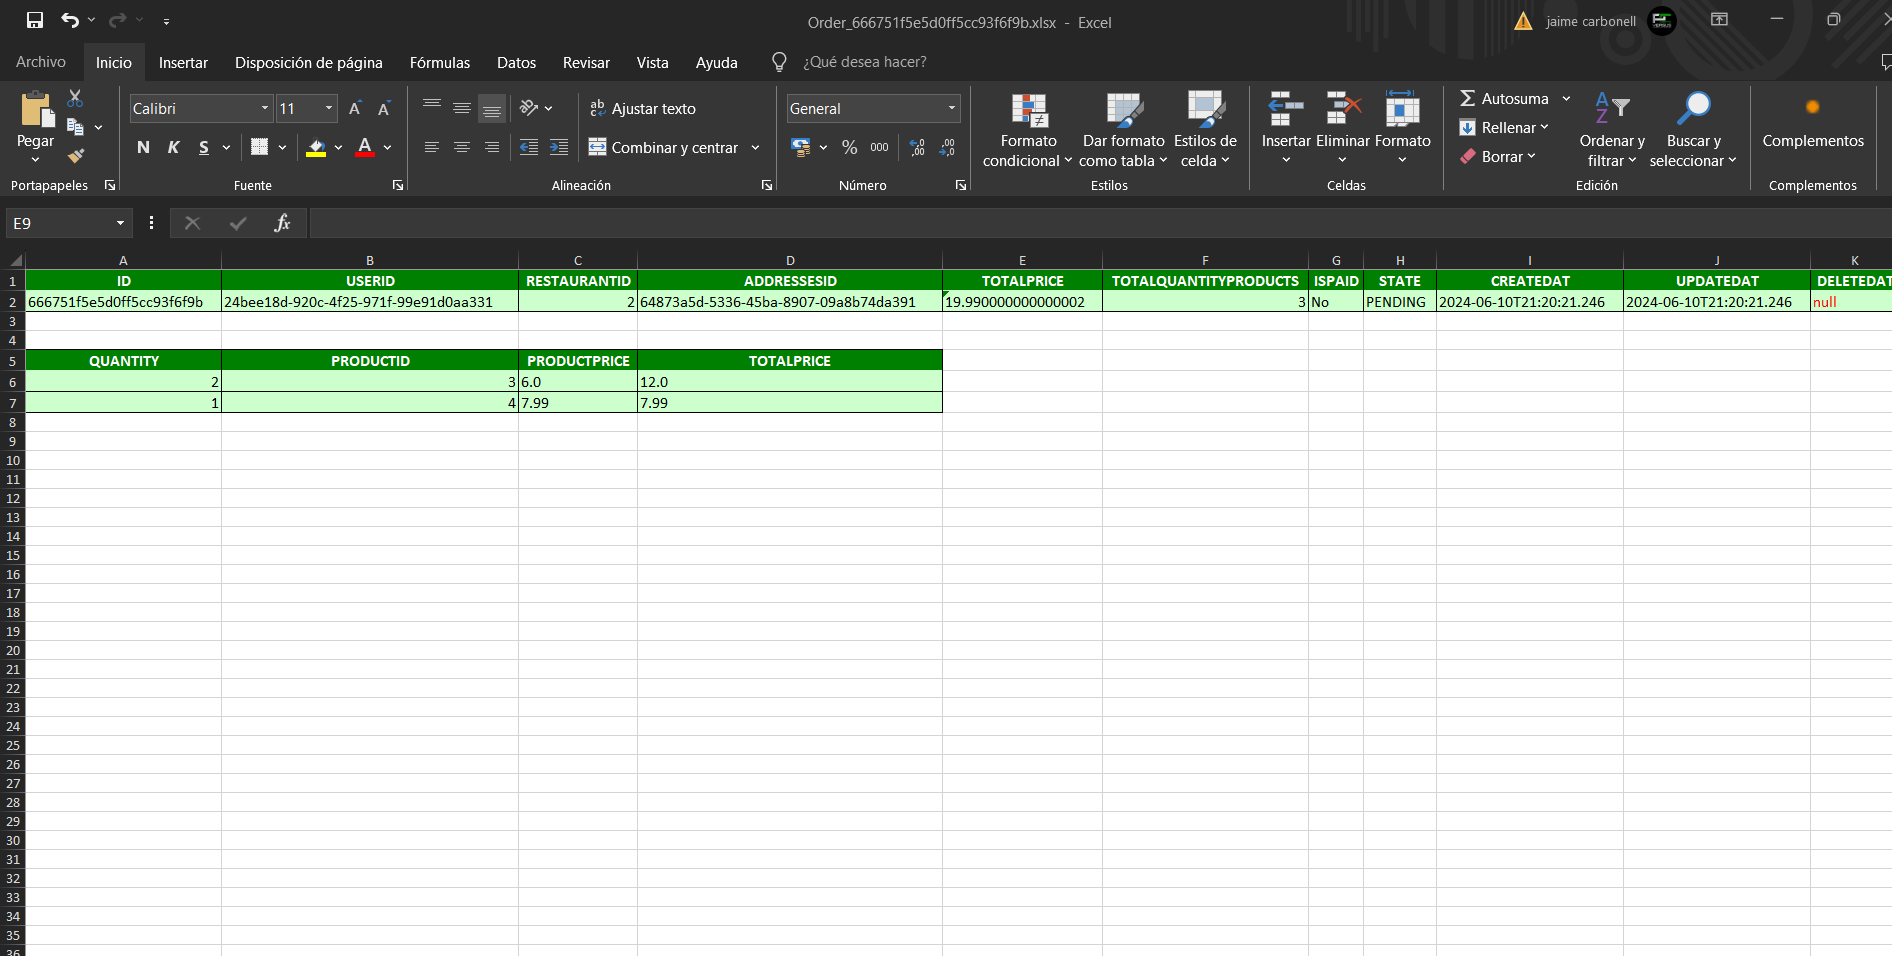 Order_666751f5e5d0ff5cc93f6f9b.xlsx - Excel
jaime carbonell
Archivo Inicio Insertar Disposición de página Fórmulas Datos Revisar Vista Ayuda ¿Qué desea hacer?
Pegar
Portapapeles
Calibri 11
N K S
Fuente
Ajustar texto
Combinar y centrar
Alineación
General
% 000
Número
Formato condicional
Dar formato como tabla
Estilos de celda
Estilos
Insertar Eliminar Formato
Celdas
Autosuma
Rellenar
Borrar
Ordenar y filtrar
Buscar y seleccionar
Edición
Complementos
Complementos
E9 fx
A B C D E F G H I J K
1 ID USERID RESTAURANTID ADDRESSESID TOTALPRICE TOTALQUANTITYPRODUCTS ISPAID STATE CREATEDAT UPDATEDAT DELETEDAT
2 666751f5e5d0ff5cc93f6f9b 24bee18d-920c-4f25-971f-99e91d0aa331 2 64873a5d-5336-45ba-8907-09a8b74da391 19.990000000000002 3 No PENDING 2024-06-10T21:20:21.246 2024-06-10T21:20:21.246 null
3
4
5 QUANTITY PRODUCTID PRODUCTPRICE TOTALPRICE
6 2 3 6.0 12.0
7 1 4 7.99 7.99
8
9
10
11
12
13
14
15
16
17
18
19
20
21
22
23
24
25
26
27
28
29
30
31
32
33
34
35
36